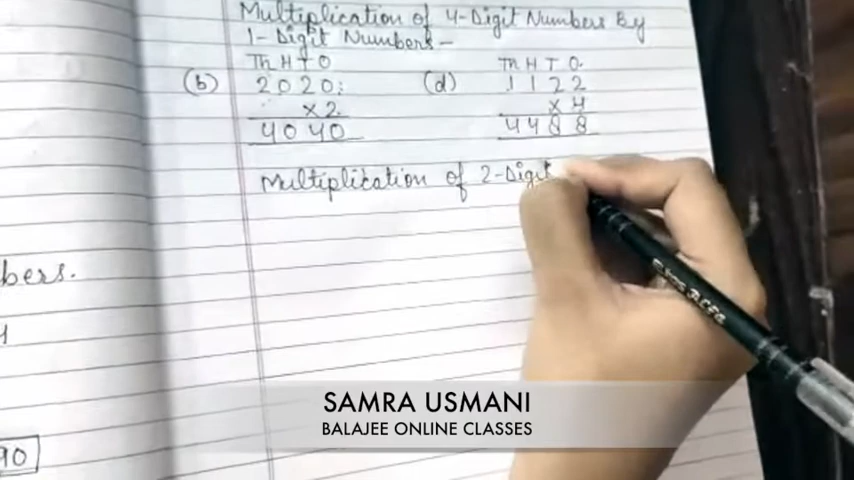 Multiplication of 4-Digit Numbers By
1-Digit Numbers-
Th H T O
(b) 2020
×2
4040
Th H T O
(d) 1122
×4
4488
Multiplication of 2-Digit
bers.
90
SAMRA USMANI
BALAJEE ONLINE CLASSES